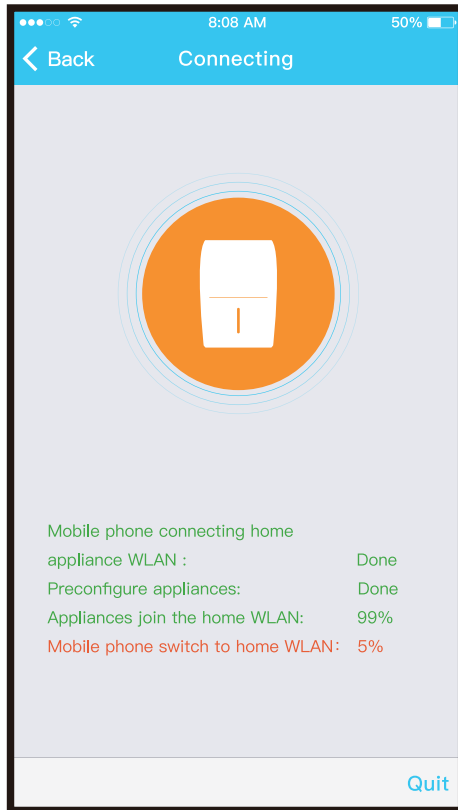 8:08 AM 50%
Back Connecting
Mobile phone connecting home
appliance WLAN : Done
Preconfigure appliances: Done
Appliances join the home WLAN: 99%
Mobile phone switch to home WLAN: 5%
Quit